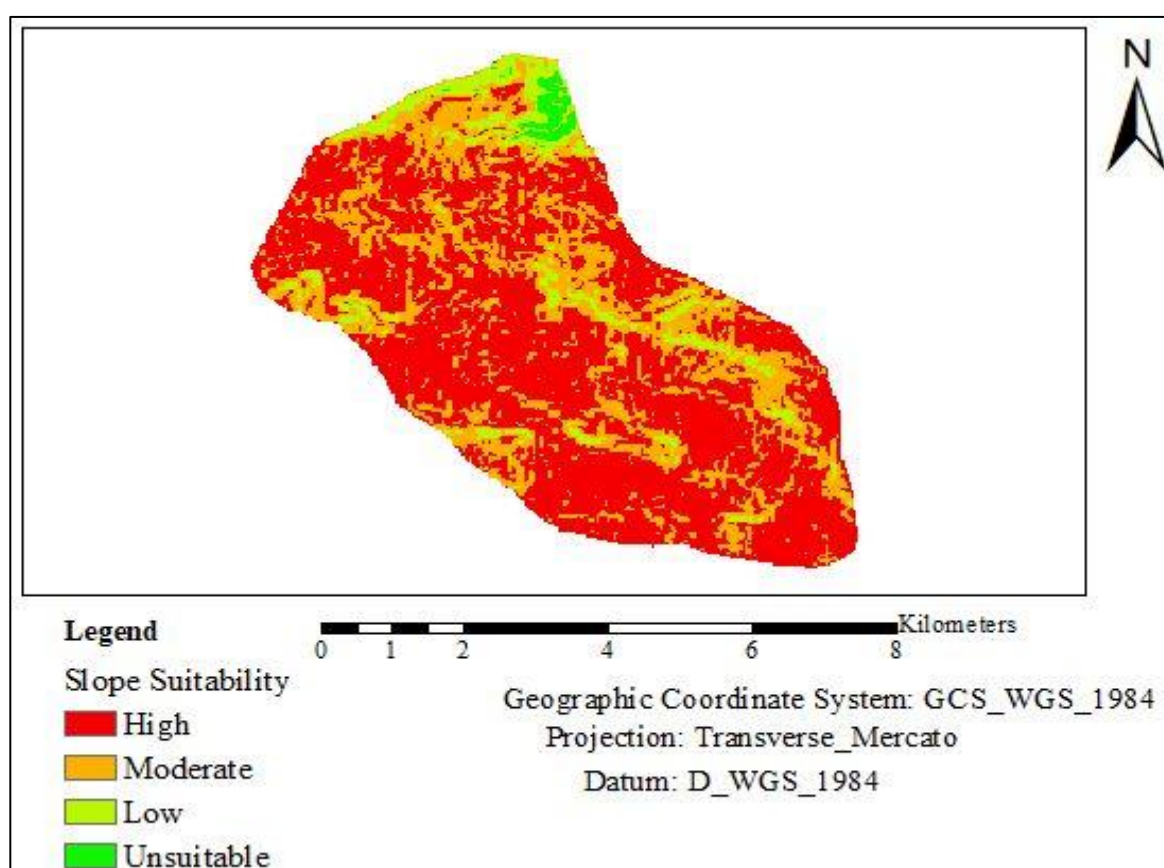 N
Legend
Kilometers
0 1 2 4 6 8
Slope Suitability
High
Moderate
Low
Unsuitable
Geographic Coordinate System: GCS_WGS_1984
Projection: Transverse_Mercato
Datum: D_WGS_1984